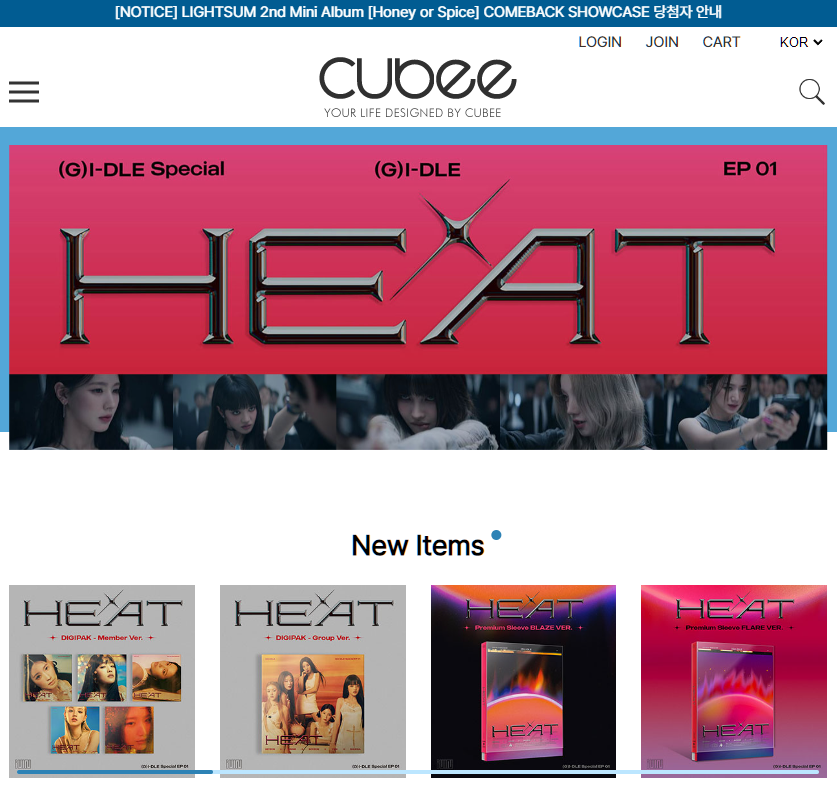 [NOTICE] LIGHTSUM 2nd Mini Album [Honey or Spice] COMEBACK SHOWCASE 당첨자 안내
LOGIN JOIN CART KOR
cubee
YOUR LIFE DESIGNED BY CUBEE
(G)I-DLE Special (G)I-DLE EP 01
HEAT
New Items
HEAT
DIGIPAK - Member Ver.
HEAT
HEAT
(G)I-DLE Special EP 01
HEAT
DIGIPAK - Group Ver.
HEAT
(G)I-DLE Special EP 01
HEAT
Premium Sleeve BLAZE VER.
HEAT
(G)I-DLE Special EP 01
HEAT
Premium Sleeve FLARE VER.
HEAT
(G)I-DLE Special EP 01